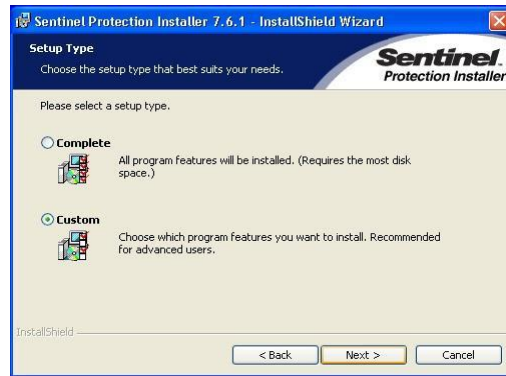 Sentinel Protection Installer 7.6.1 - InstallShield Wizard
Setup Type
Choose the setup type that best suits your needs.
Sentinel.
Protection Installer
Please select a setup type.
Complete
All program features will be installed. (Requires the most disk
space.)
Custom
Choose which program features you want to install. Recommended
for advanced users.
InstallShield
< Back Next > Cancel